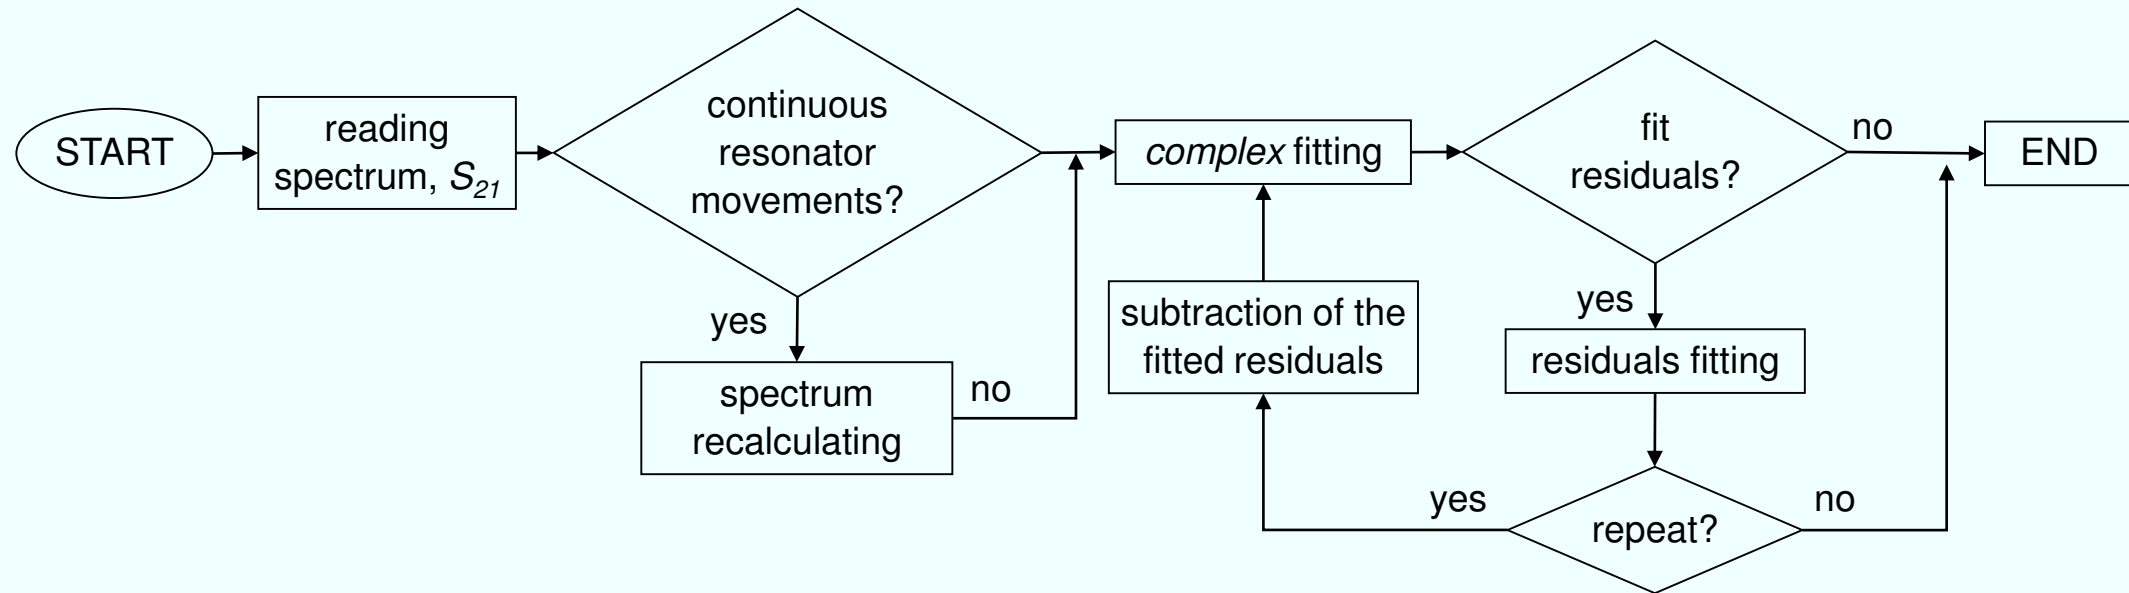 START
reading
spectrum, S21
continuous
resonator
movements?
yes
spectrum
recalculating
no
complex fitting
subtraction of the
fitted residuals
fit
residuals?
no
END
yes
residuals fitting
repeat?
yes
no